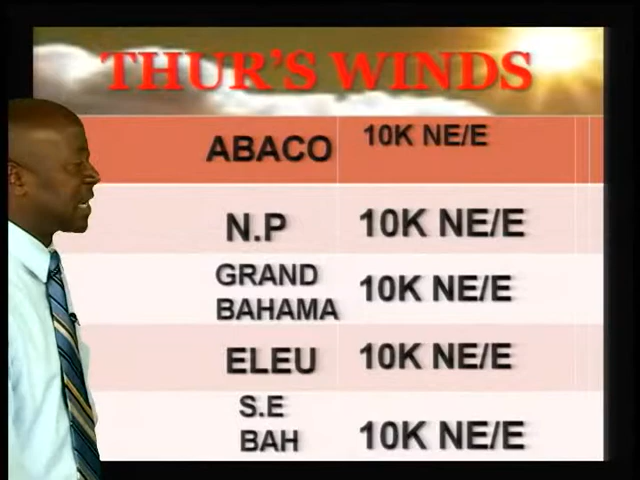 THUR'S WINDS
ABACO 10K NE/E
N.P 10K NE/E
GRAND
BAHAMA 10K NE/E
ELEU 10K NE/E
S.E
BAH 10K NE/E